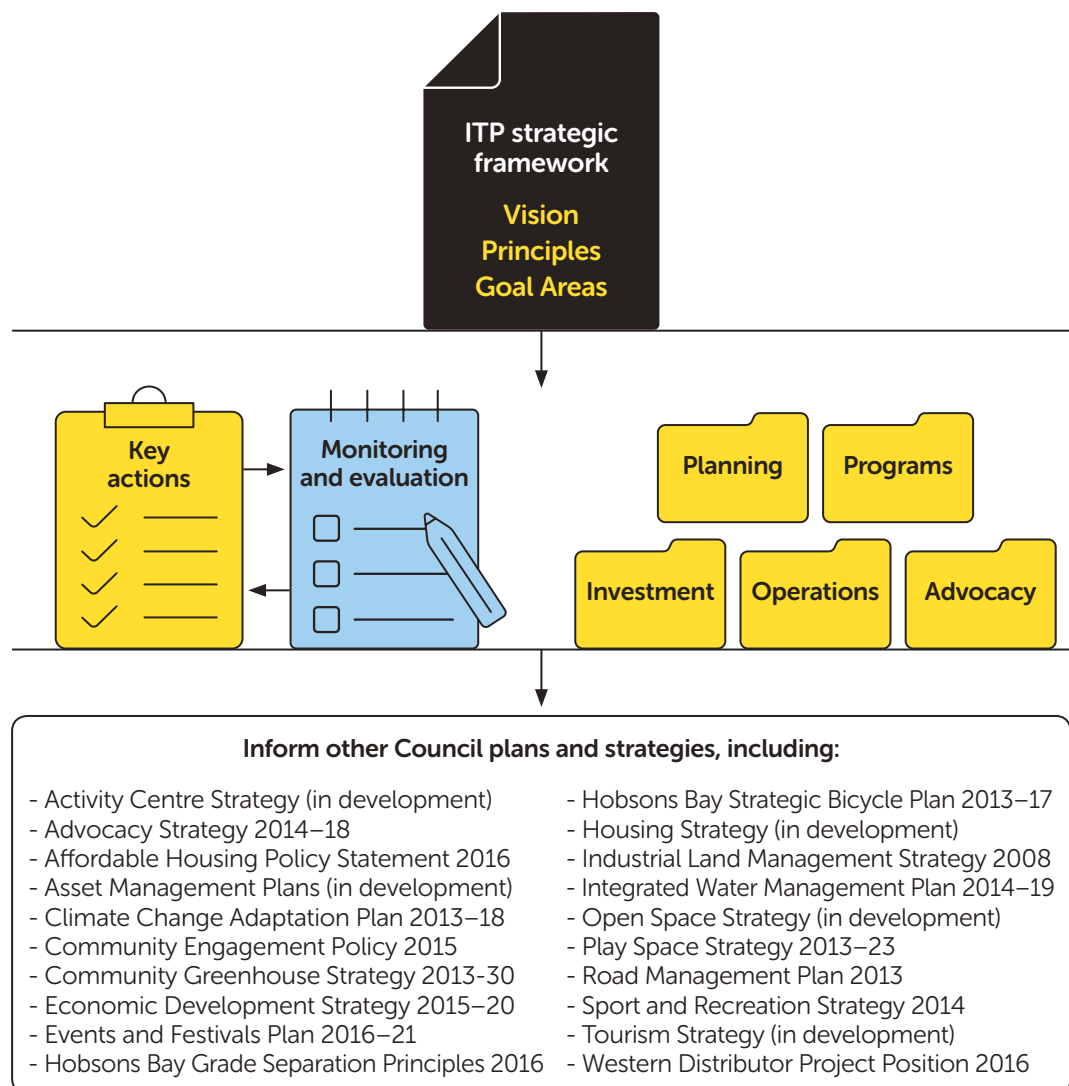 ITP strategic
framework
Vision
Principles
Goal Areas
Key
actions
Monitoring
and evaluation
Planning
Programs
Investment
Operations
Advocacy
Inform other Council plans and strategies, including:
- Activity Centre Strategy (in development)
- Advocacy Strategy 2014–18
- Affordable Housing Policy Statement 2016
- Asset Management Plans (in development)
- Climate Change Adaptation Plan 2013–18
- Community Engagement Policy 2015
- Community Greenhouse Strategy 2013-30
- Economic Development Strategy 2015–20
- Events and Festivals Plan 2016–21
- Hobsons Bay Grade Separation Principles 2016
- Hobsons Bay Strategic Bicycle Plan 2013–17
- Housing Strategy (in development)
- Industrial Land Management Strategy 2008
- Integrated Water Management Plan 2014–19
- Open Space Strategy (in development)
- Play Space Strategy 2013–23
- Road Management Plan 2013
- Sport and Recreation Strategy 2014
- Tourism Strategy (in development)
- Western Distributor Project Position 2016